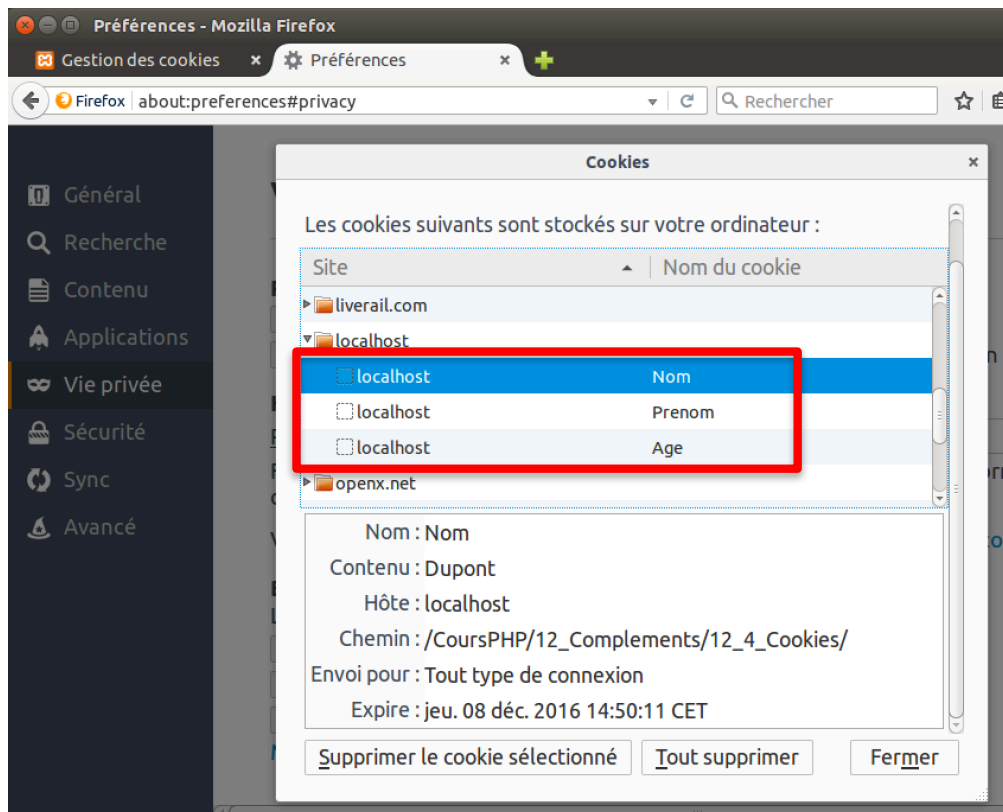 Préférences - Mozilla Firefox
Gestion des cookies
Préférences
Firefox about:preferences#privacy
Rechercher
Cookies
Les cookies suivants sont stockés sur votre ordinateur :
Site Nom du cookie
liverail.com
localhost
localhost Nom
localhost Prenom
localhost Age
openx.net
Nom : Nom
Contenu : Dupont
Hôte : localhost
Chemin : /CoursPHP/12_Complements/12_4_Cookies/
Envoi pour : Tout type de connexion
Expire : jeu. 08 déc. 2016 14:50:11 CET
Supprimer le cookie sélectionné Tout supprimer Fermer
Général
Recherche
Contenu
Applications
Vie privée
Sécurité
Sync
Avancé